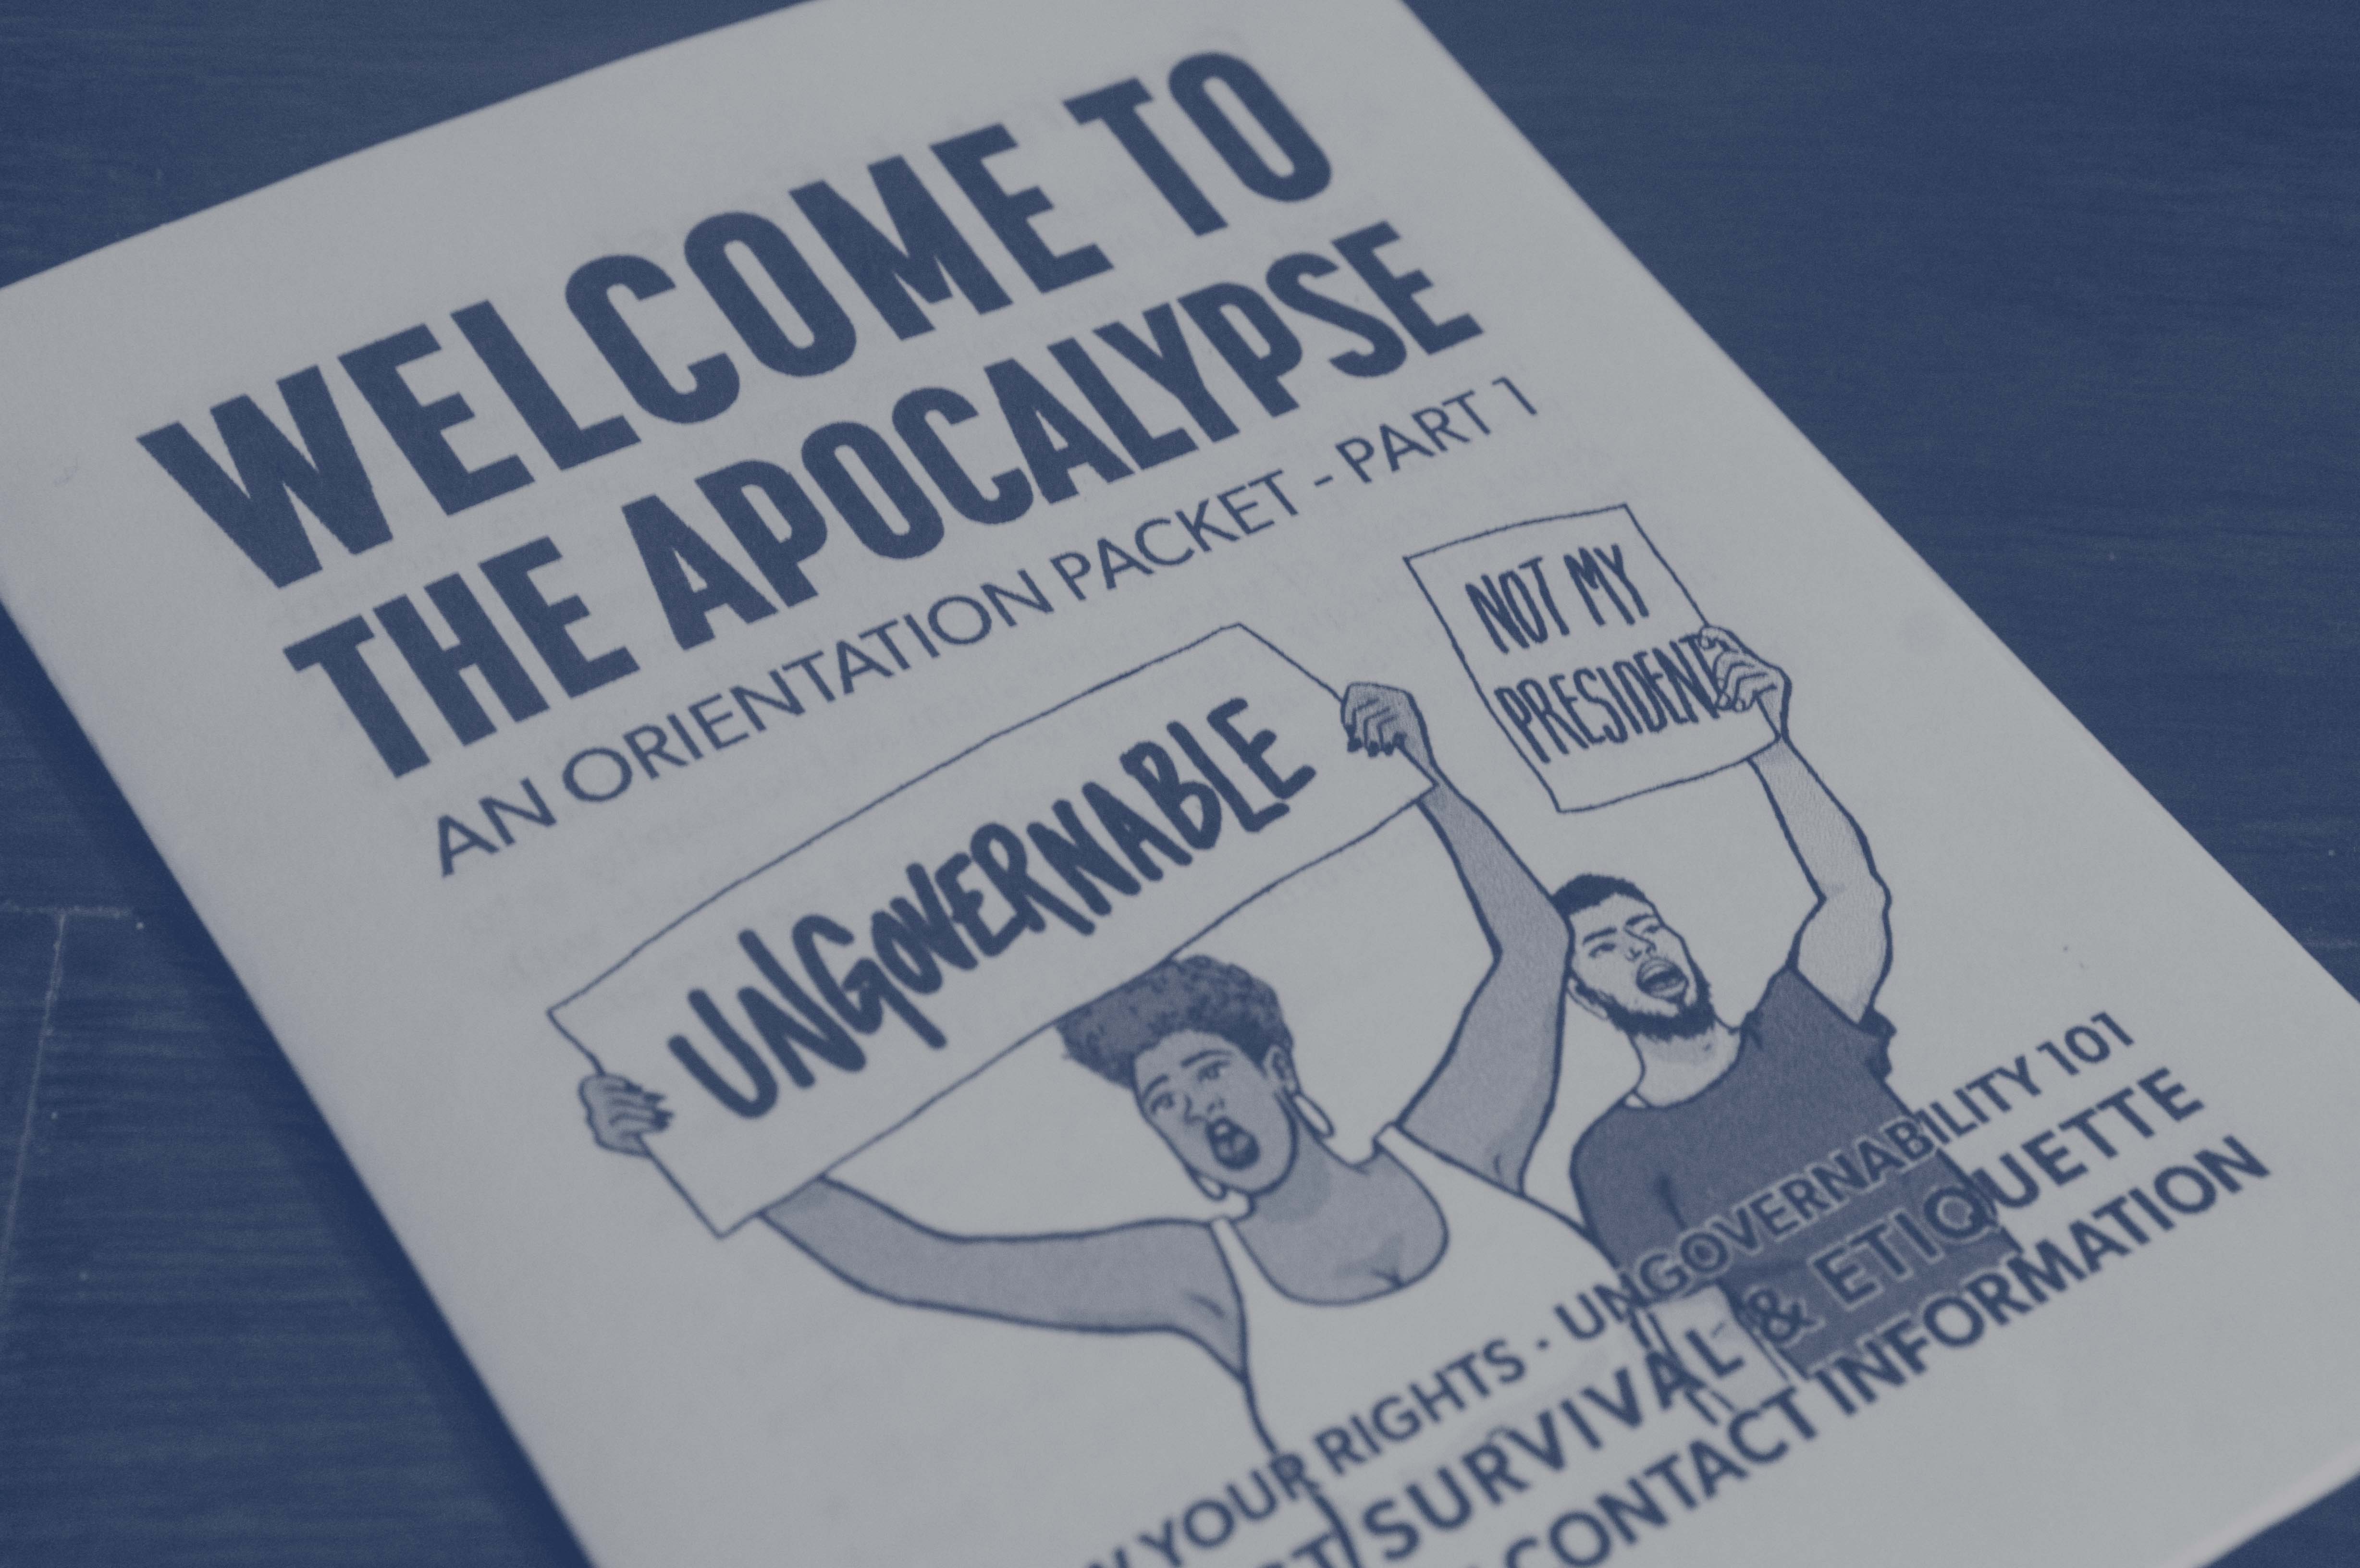 WELCOME TO
THE APOCALYPSE
AN ORIENTATION PACKET - PART 1
NOT MY
PRESIDENT
UNGOVERNABLE
YOUR RIGHTS · UNGOVERNABILITY 101
SURVIVAL & ETIQUETTE
CONTACT INFORMATION